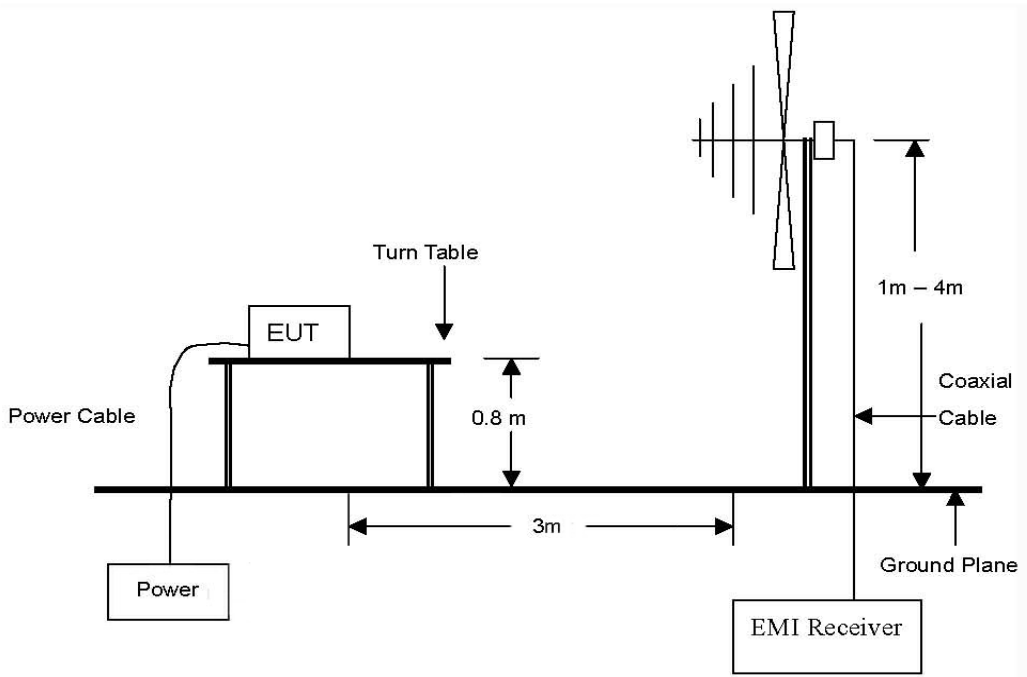 Turn Table
EUT
1m – 4m
Coaxial
Cable
0.8 m
Power Cable
3m
Ground Plane
Power
EMI Receiver